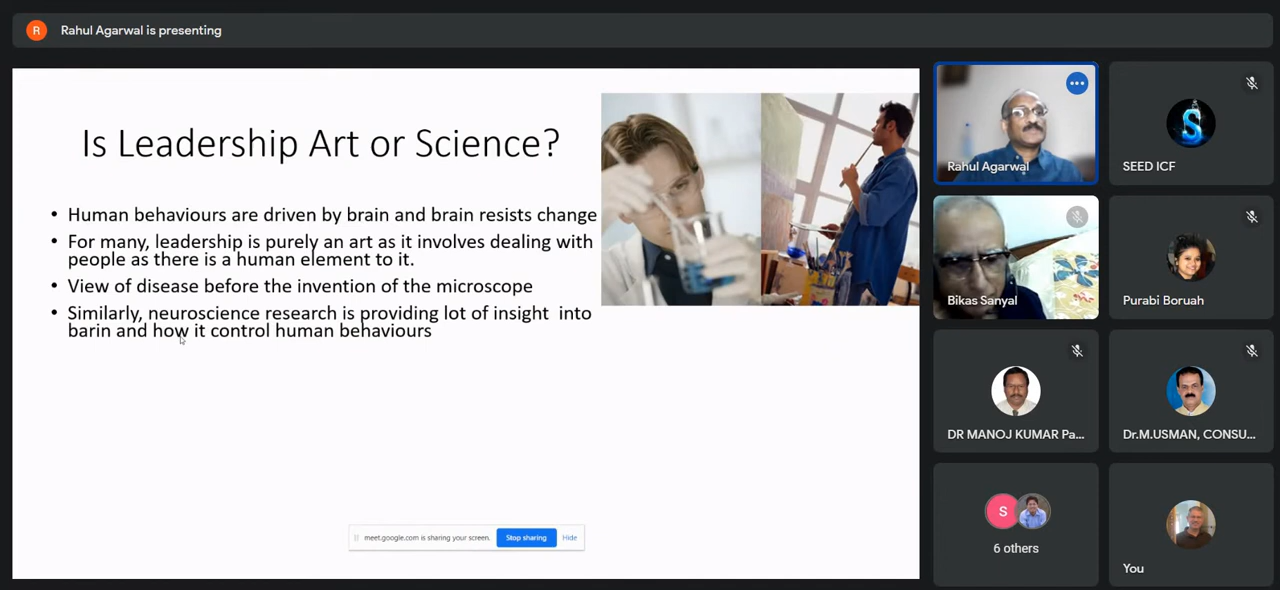 R
Rahul Agarwal is presenting
Is Leadership Art or Science?
• Human behaviours are driven by brain and brain resists change
• For many, leadership is purely an art as it involves dealing with
people as there is a human element to it.
• View of disease before the invention of the microscope
• Similarly, neuroscience research is providing lot of insight into
barin and how it control human behaviours
meet.google.com is sharing your screen.
Stop sharing
Hide
Rahul Agarwal
S
SEED ICF
Bikas Sanyal
Purabi Boruah
DR MANOJ KUMAR Pa...
Dr.M.USMAN, CONSU...
S
6 others
You